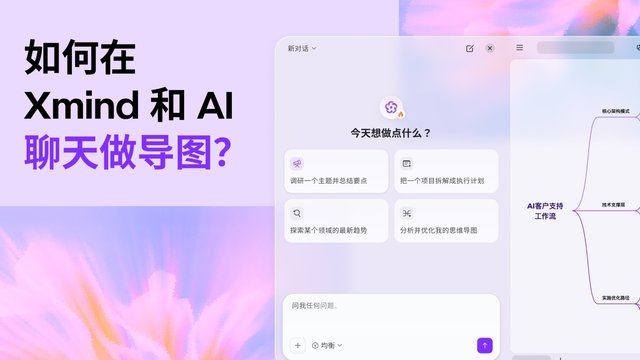 如何在
Xmind 和 AI
聊天做导图?
新对话
今天想做点什么？
调研一个主题并总结要点
把一个项目拆解成执行计划
探索某个领域的最新趋势
分析并优化我的思维导图
问我任何问题..
均衡
核心架构模式
AI客户支持
工作流
技术支撑层
实施优化路径